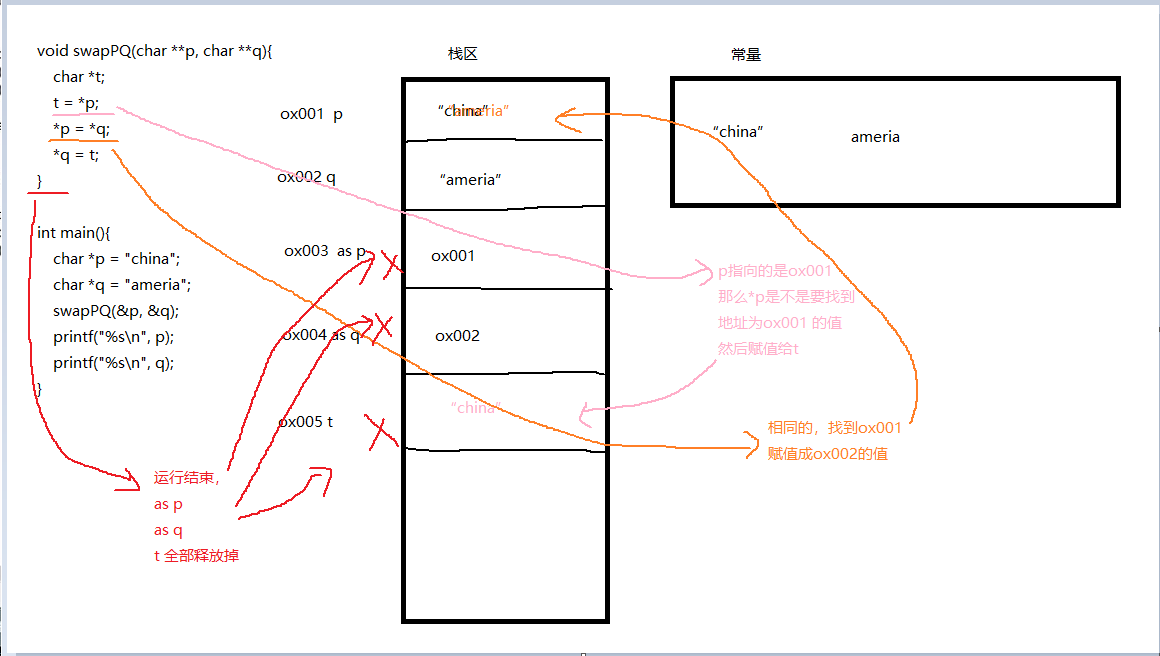 void swapPQ(char **p, char **q){
char *t;
t = *p;
*p = *q;
*q = t;
}
int main(){
char *p = "china";
char *q = "ameria";
swapPQ(&p, &q);
printf("%s\n", p);
printf("%s\n", q);
}
运行结束，
as p
as q
t 全部释放掉
ox001 p
ox002 q
ox003 as p
ox004 as q
ox005 t
栈区
“china”
“ameria”
“ameria”
ox001
ox002
“china”
常量
“china”
ameria
p指向的是ox001
那么*p是不是要找到
地址为ox001 的值
然后赋值给t
相同的，找到ox001
赋值成ox002的值